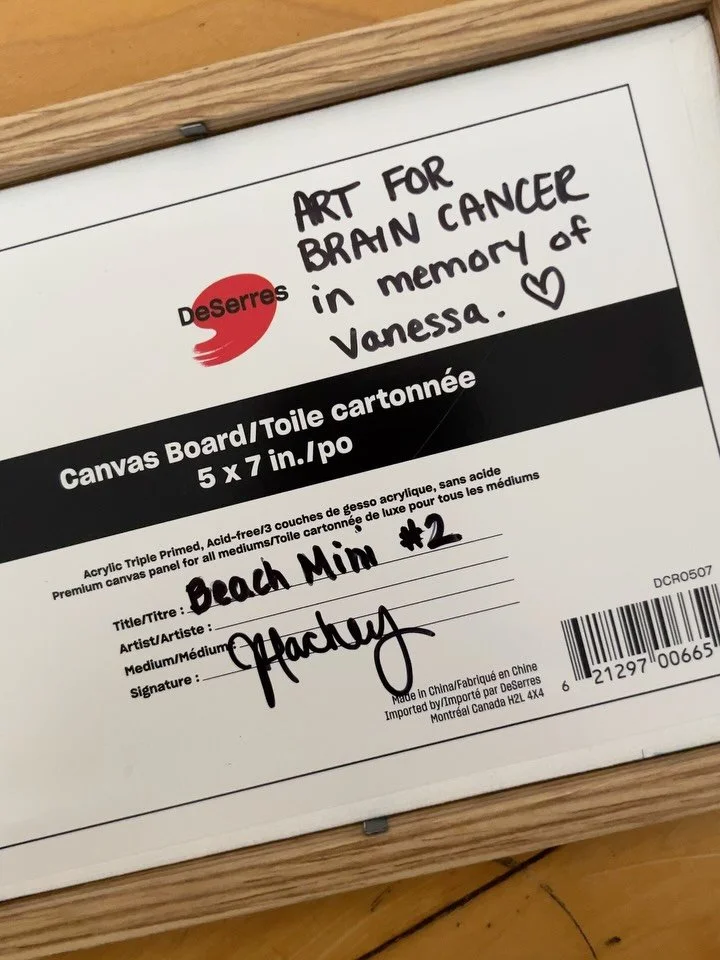 ART FOR
BRAIN CANCER
in memory of
Vanessa. ♡
DeSerres
Canvas Board/Toile cartonnée
5 x 7 in./po
Acrylic Triple Primed, Acid-free/3 couches de gesso acrylique, sans acide
Premium canvas panel for all mediums/Toile cartonnée de luxe pour tous les médiums
Title/Titre : Beach Mini #2
Artist/Artiste :
Medium/Médium :
Signature :
DCR0507
6 21297 00665
Made in China/Fabriqué en Chine
Imported by/Importé par DeSerres
Montréal Canada H2L 4X4